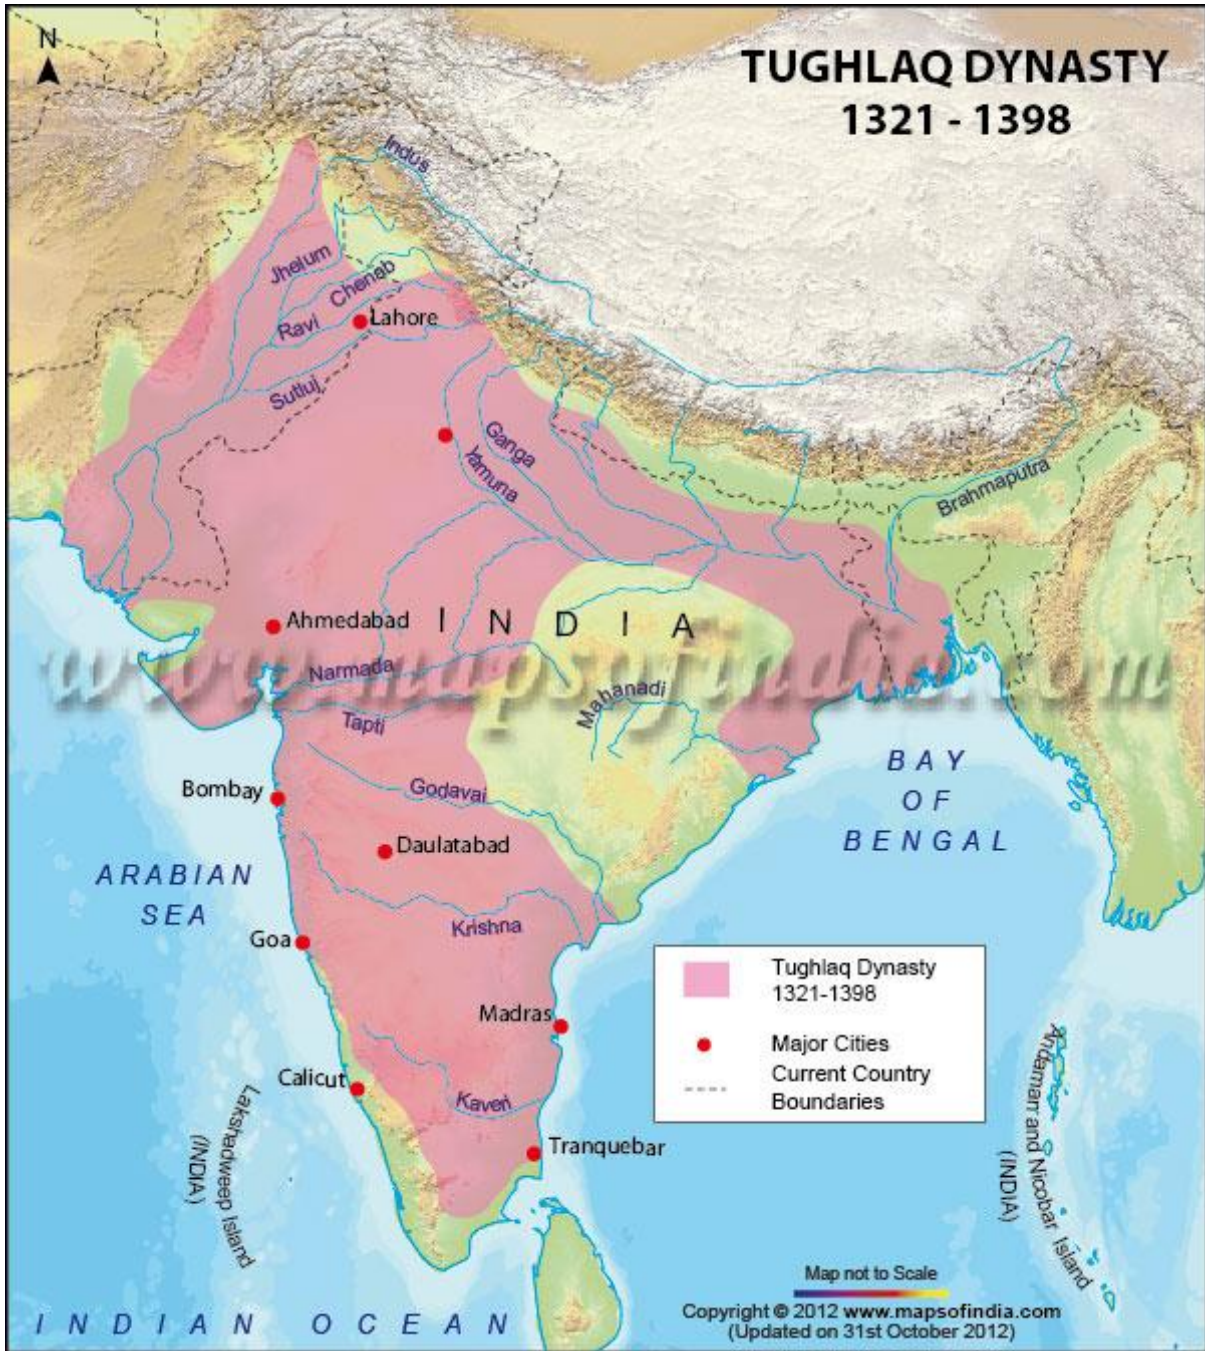 N
TUGHLAQ DYNASTY
1321 - 1398
Indus
Jhelum
Chenab
Ravi
Lahore
Sutluj
Ganga
Yamuna
Brahmaputra
Ahmedabad
INDIA
www.mapsofindia.com
Narmada
Mahanadi
Tapti
Godavai
Bombay
BAY
OF
BENGAL
Daulatabad
ARABIAN
SEA
Krishna
Goa
Tughlaq Dynasty
1321-1398
Madras
Major Cities
Current Country
Boundaries
Calicut
Kaveri
Tranquebar
Lakshadweep Island
(INDIA)
Andaman and Nicobar Island
(INDIA)
Map not to Scale
Copyright © 2012 www.mapsofindia.com
(Updated on 31st October 2012)
INDIAN OCEAN